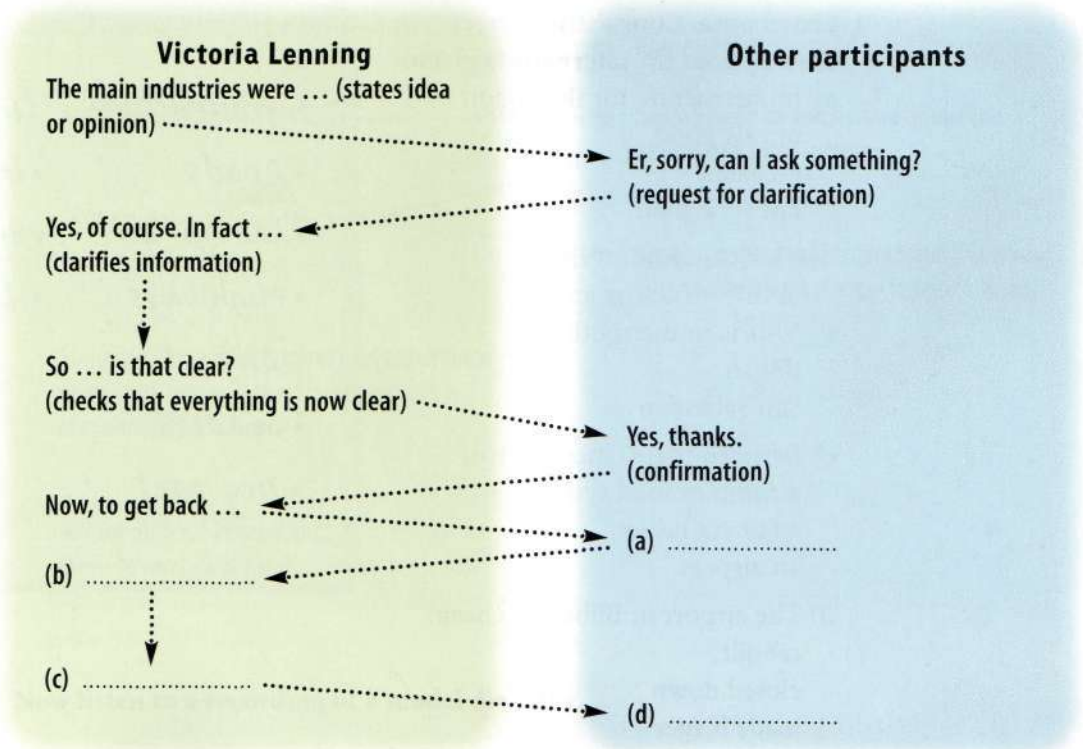 Victoria Lenning
The main industries were … (states idea
or opinion)
Other participants
Er, sorry, can I ask something?
(request for clarification)
Yes, of course. In fact …
(clarifies information)
So … is that clear?
(checks that everything is now clear)
Yes, thanks.
(confirmation)
Now, to get back …
(a) ........................
(b) ........................
(c) ........................
(d) ........................